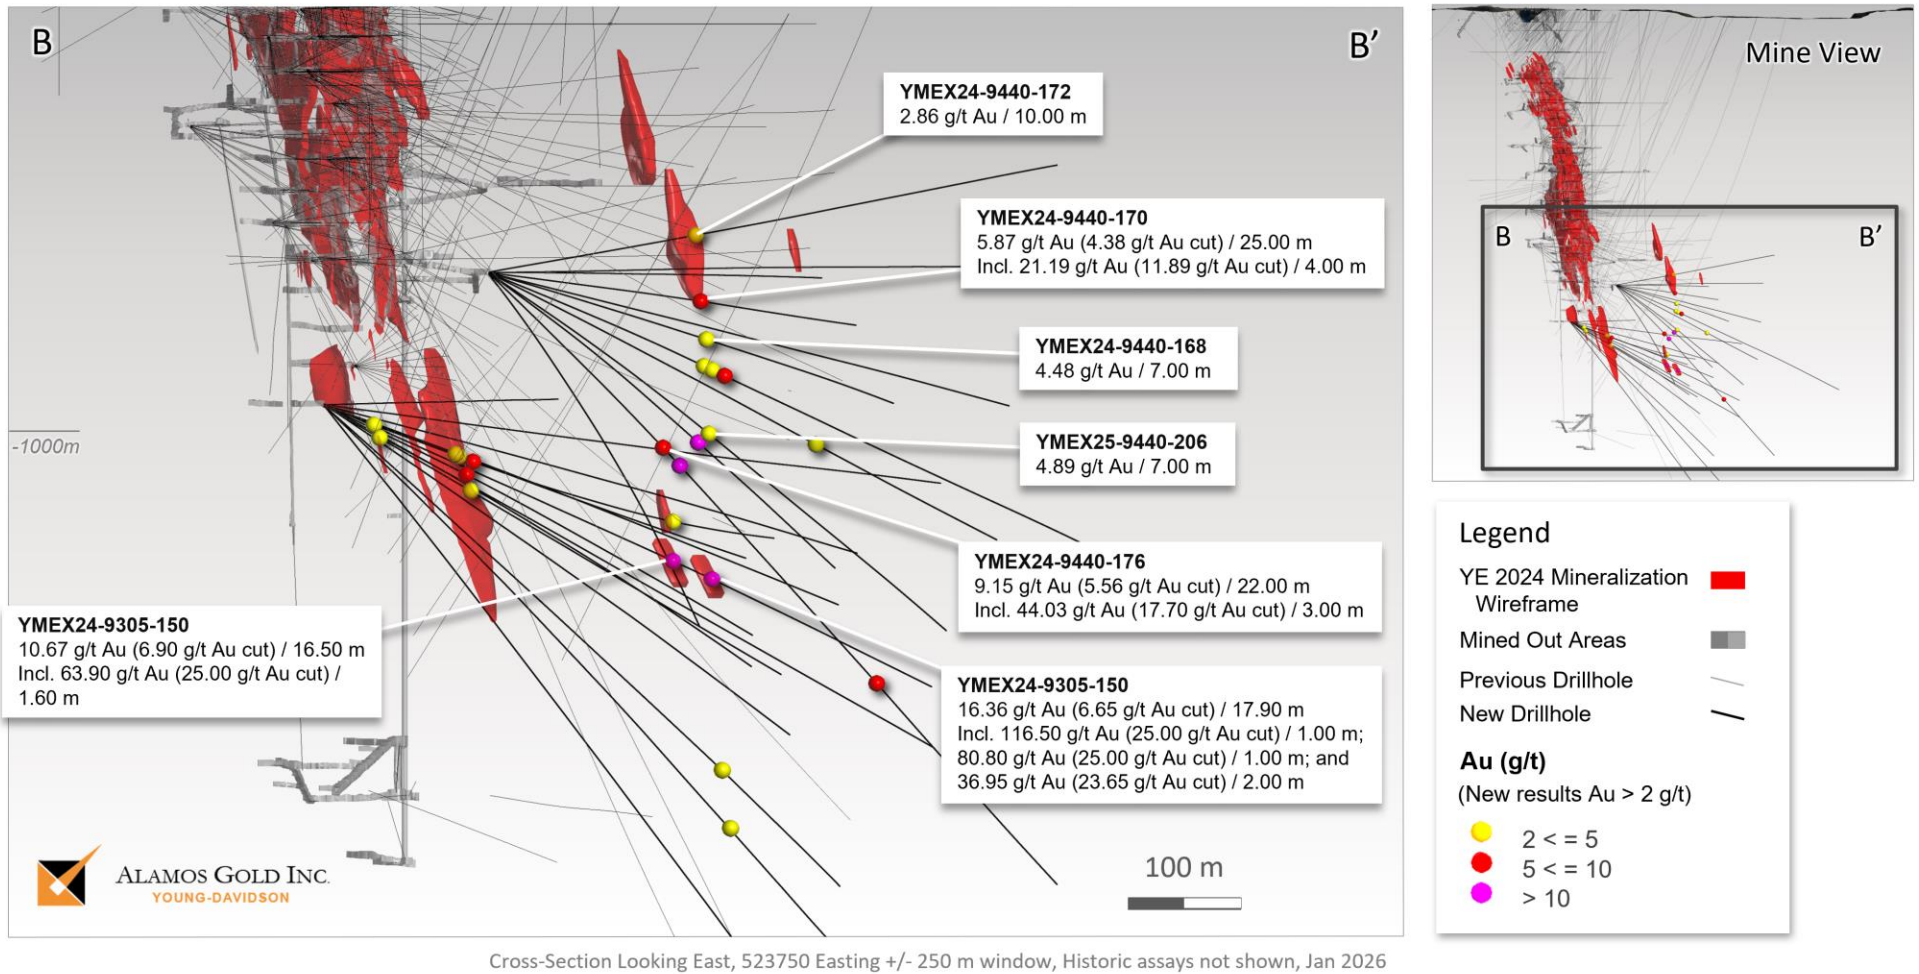 B
B’
Mine View
YMEX24-9440-172
2.86 g/t Au / 10.00 m
YMEX24-9440-170
5.87 g/t Au (4.38 g/t Au cut) / 25.00 m
Incl. 21.19 g/t Au (11.89 g/t Au cut) / 4.00 m
B
B’
YMEX24-9440-168
4.48 g/t Au / 7.00 m
YMEX25-9440-206
4.89 g/t Au / 7.00 m
-1000m
YMEX24-9440-176
9.15 g/t Au (5.56 g/t Au cut) / 22.00 m
Incl. 44.03 g/t Au (17.70 g/t Au cut) / 3.00 m
YMEX24-9305-150
10.67 g/t Au (6.90 g/t Au cut) / 16.50 m
Incl. 63.90 g/t Au (25.00 g/t Au cut) /
1.60 m
YMEX24-9305-150
16.36 g/t Au (6.65 g/t Au cut) / 17.90 m
Incl. 116.50 g/t Au (25.00 g/t Au cut) / 1.00 m;
80.80 g/t Au (25.00 g/t Au cut) / 1.00 m; and
36.95 g/t Au (23.65 g/t Au cut) / 2.00 m
Legend
YE 2024 Mineralization
Wireframe
Mined Out Areas
Previous Drillhole
New Drillhole
Au (g/t)
(New results Au > 2 g/t)
2 < = 5
5 < = 10
> 10
ALAMOS GOLD INC.
YOUNG-DAVIDSON
100 m
Cross-Section Looking East, 523750 Easting +/- 250 m window, Historic assays not shown, Jan 2026